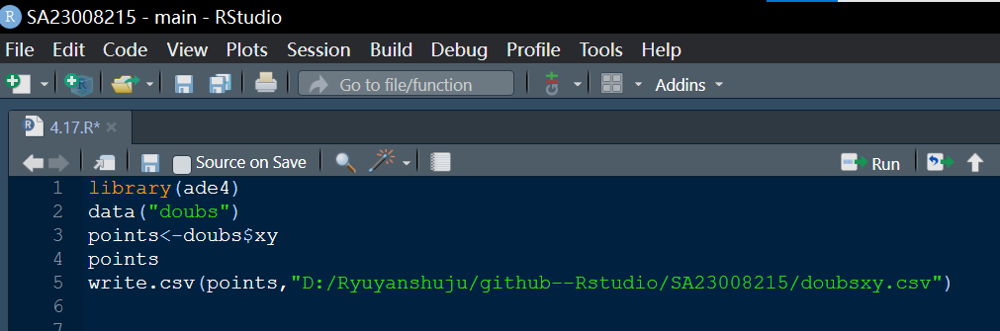 R SA23008215 - main - RStudio
File Edit Code View Plots Session Build Debug Profile Tools Help
Go to file/function Addins
4.17.R*
Source on Save Run
1 library(ade4)
2 data("doubs")
3 points<-doubs$xy
4 points
5 write.csv(points,"D:/Ryuyanshuju/github--Rstudio/SA23008215/doubsxy.csv")
6
7